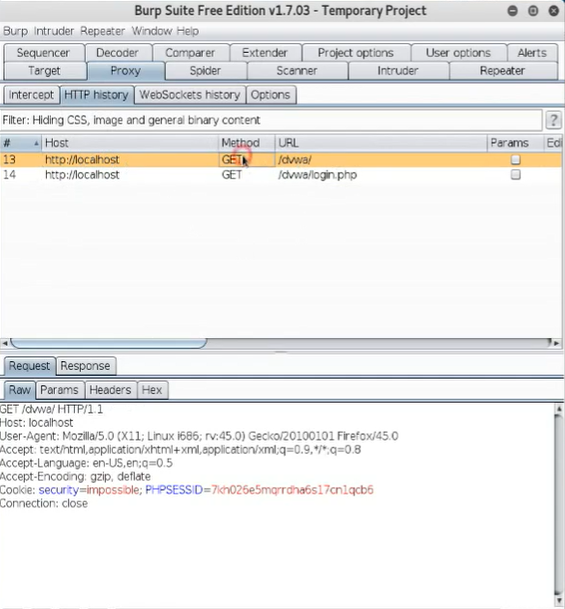 Burp Suite Free Edition v1.7.03 - Temporary Project
Burp Intruder Repeater Window Help
Sequencer Decoder Comparer Extender Project options User options Alerts
Target Proxy Spider Scanner Intruder Repeater
Intercept HTTP history WebSockets history Options
Filter: Hiding CSS, image and general binary content ?
# Host Method URL Params Edi
13 http://localhost GET /dvwa/
14 http://localhost GET /dvwa/login.php
Request Response
Raw Params Headers Hex
GET /dvwa/ HTTP/1.1
Host: localhost
User-Agent: Mozilla/5.0 (X11; Linux i686; rv:45.0) Gecko/20100101 Firefox/45.0
Accept: text/html,application/xhtml+xml,application/xml;q=0.9,*/*;q=0.8
Accept-Language: en-US,en;q=0.5
Accept-Encoding: gzip, deflate
Cookie: security=impossible; PHPSESSID=7kh026e5mqrrdha6s17cn1qcb6
Connection: close